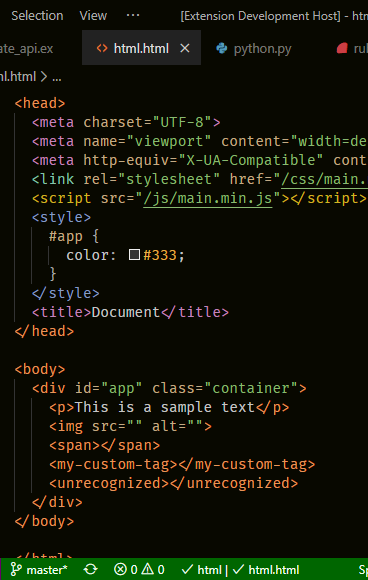 Selection View ... [Extension Development Host] - htm
ate_api.ex html.html × python.py ru
ml.html > ...
<head>
<meta charset="UTF-8">
<meta name="viewport" content="width=de
<meta http-equiv="X-UA-Compatible" cont
<link rel="stylesheet" href="/css/main.
<script src="/js/main.min.js"></script>
<style>
#app {
color: #333;
}
</style>
<title>Document</title>
</head>
<body>
<div id="app" class="container">
<p>This is a sample text</p>
<img src="" alt="">
<span></span>
<my-custom-tag></my-custom-tag>
<unrecognized></unrecognized>
</div>
</body>
</html>
master* 0 0 html | html.html Sp